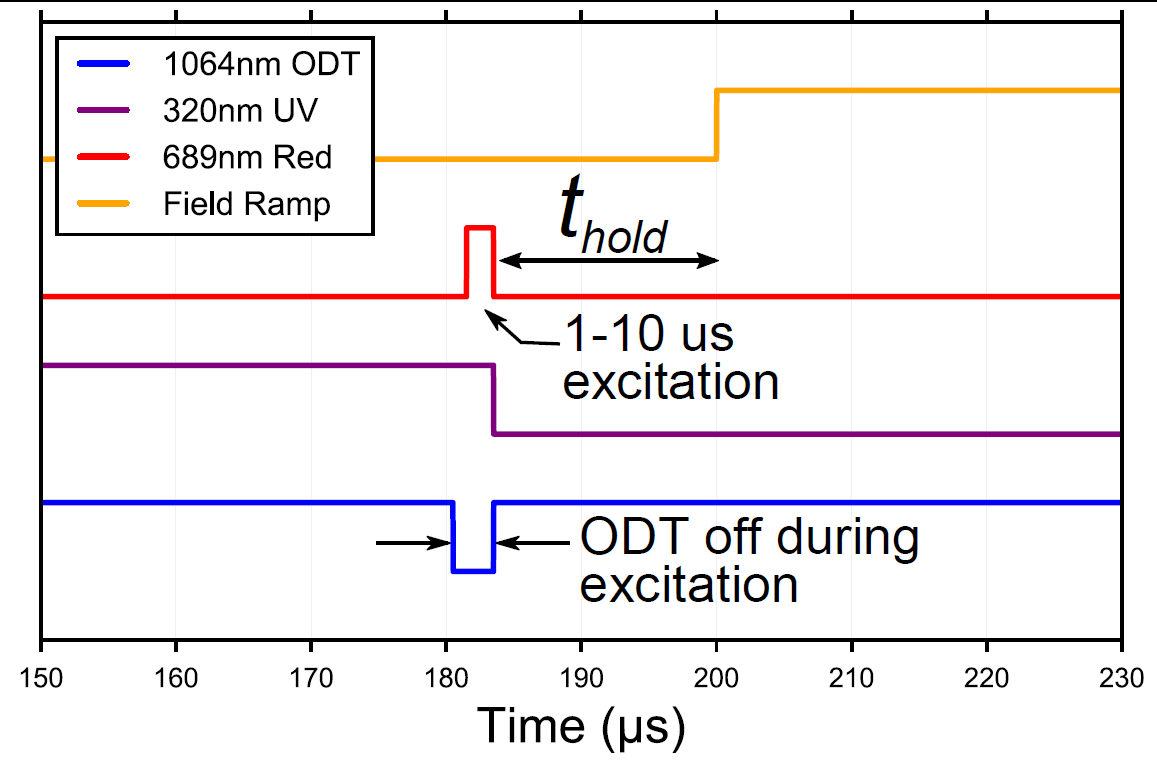 1064nm ODT
320nm UV
689nm Red
Field Ramp
thold
1-10 us
excitation
ODT off during
excitation
150 160 170 180 190 200 210 220 230
Time (µs)